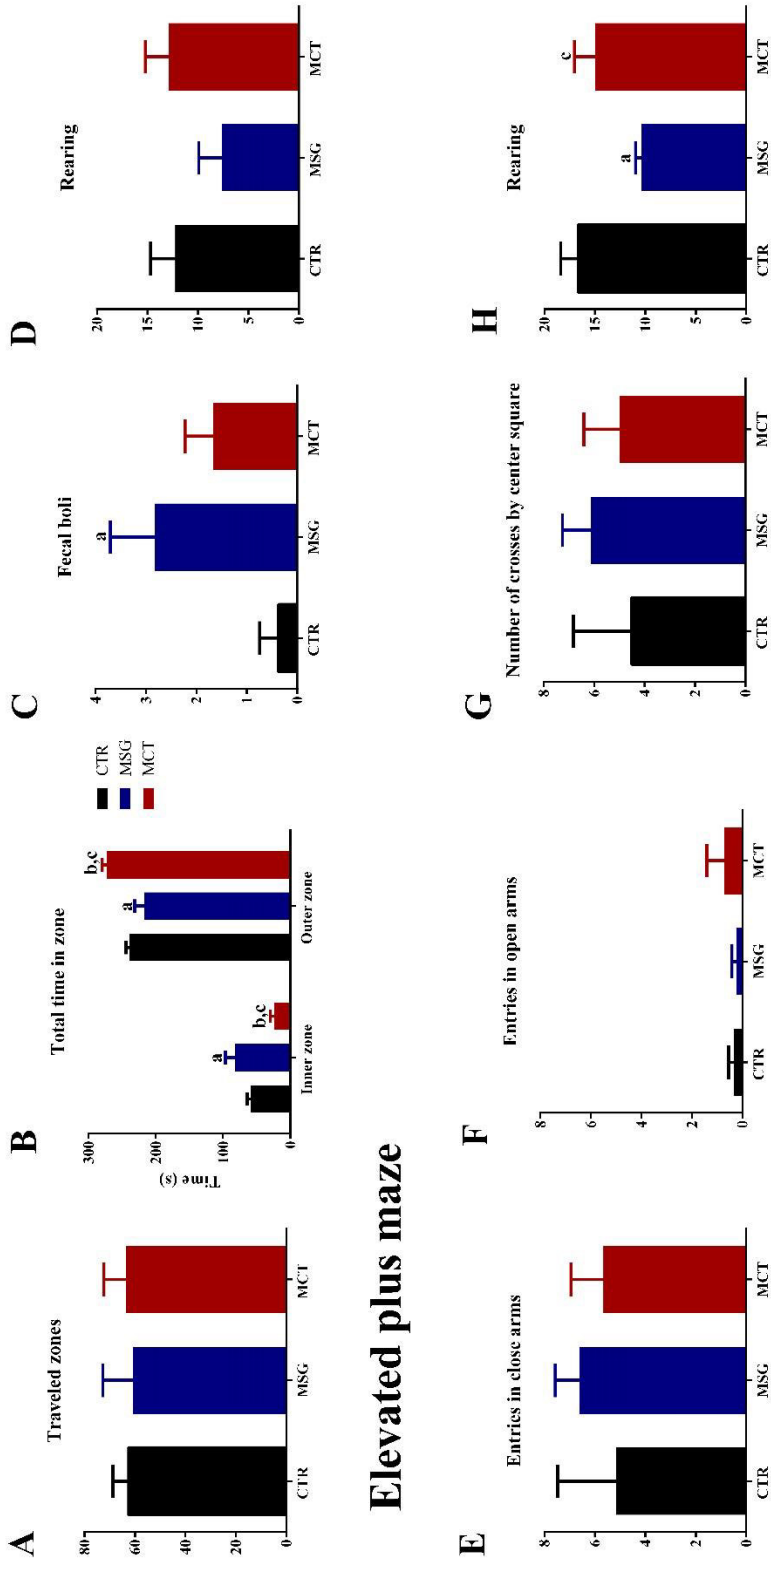 A
Traveled zones
80
60
40
20
0
CTR
MSG
MCT
B
Total time in zone
Time (s)
300
200
100
0
a
b,c
a
b,c
Inner zone
Outer zone
CTR
MSG
MCT
C
Fecal boli
4
3
2
1
0
a
CTR
MSG
MCT
D
Rearing
20
15
10
5
0
CTR
MSG
MCT
Elevated plus maze
E
Entries in close arms
8
6
4
2
0
CTR
MSG
MCT
F
Entries in open arms
8
6
4
2
0
CTR
MSG
MCT
G
Number of crosses by center square
8
6
4
2
0
CTR
MSG
MCT
H
Rearing
20
15
10
5
0
a
c
CTR
MSG
MCT